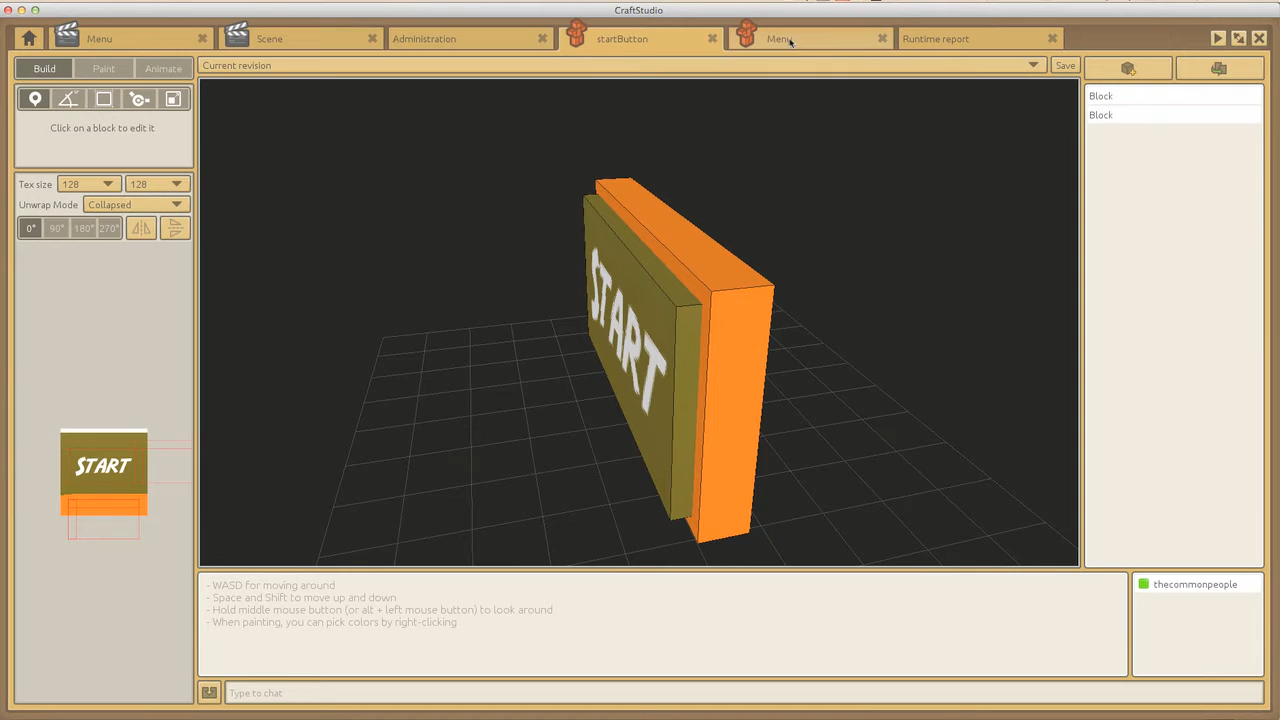 CraftStudio
Menu
Scene
Administration
startButton
Menu
Runtime report
Build
Paint
Animate
Current revision
Save
Click on a block to edit it
Tex size
128
128
Unwrap Mode
Collapsed
0°
90°
180°
270°
START
START
Block
Block
- WASD for moving around
- Space and Shift to move up and down
- Hold middle mouse button (or alt + left mouse button) to look around
- When painting, you can pick colors by right-clicking
thecommonpeople
Type to chat